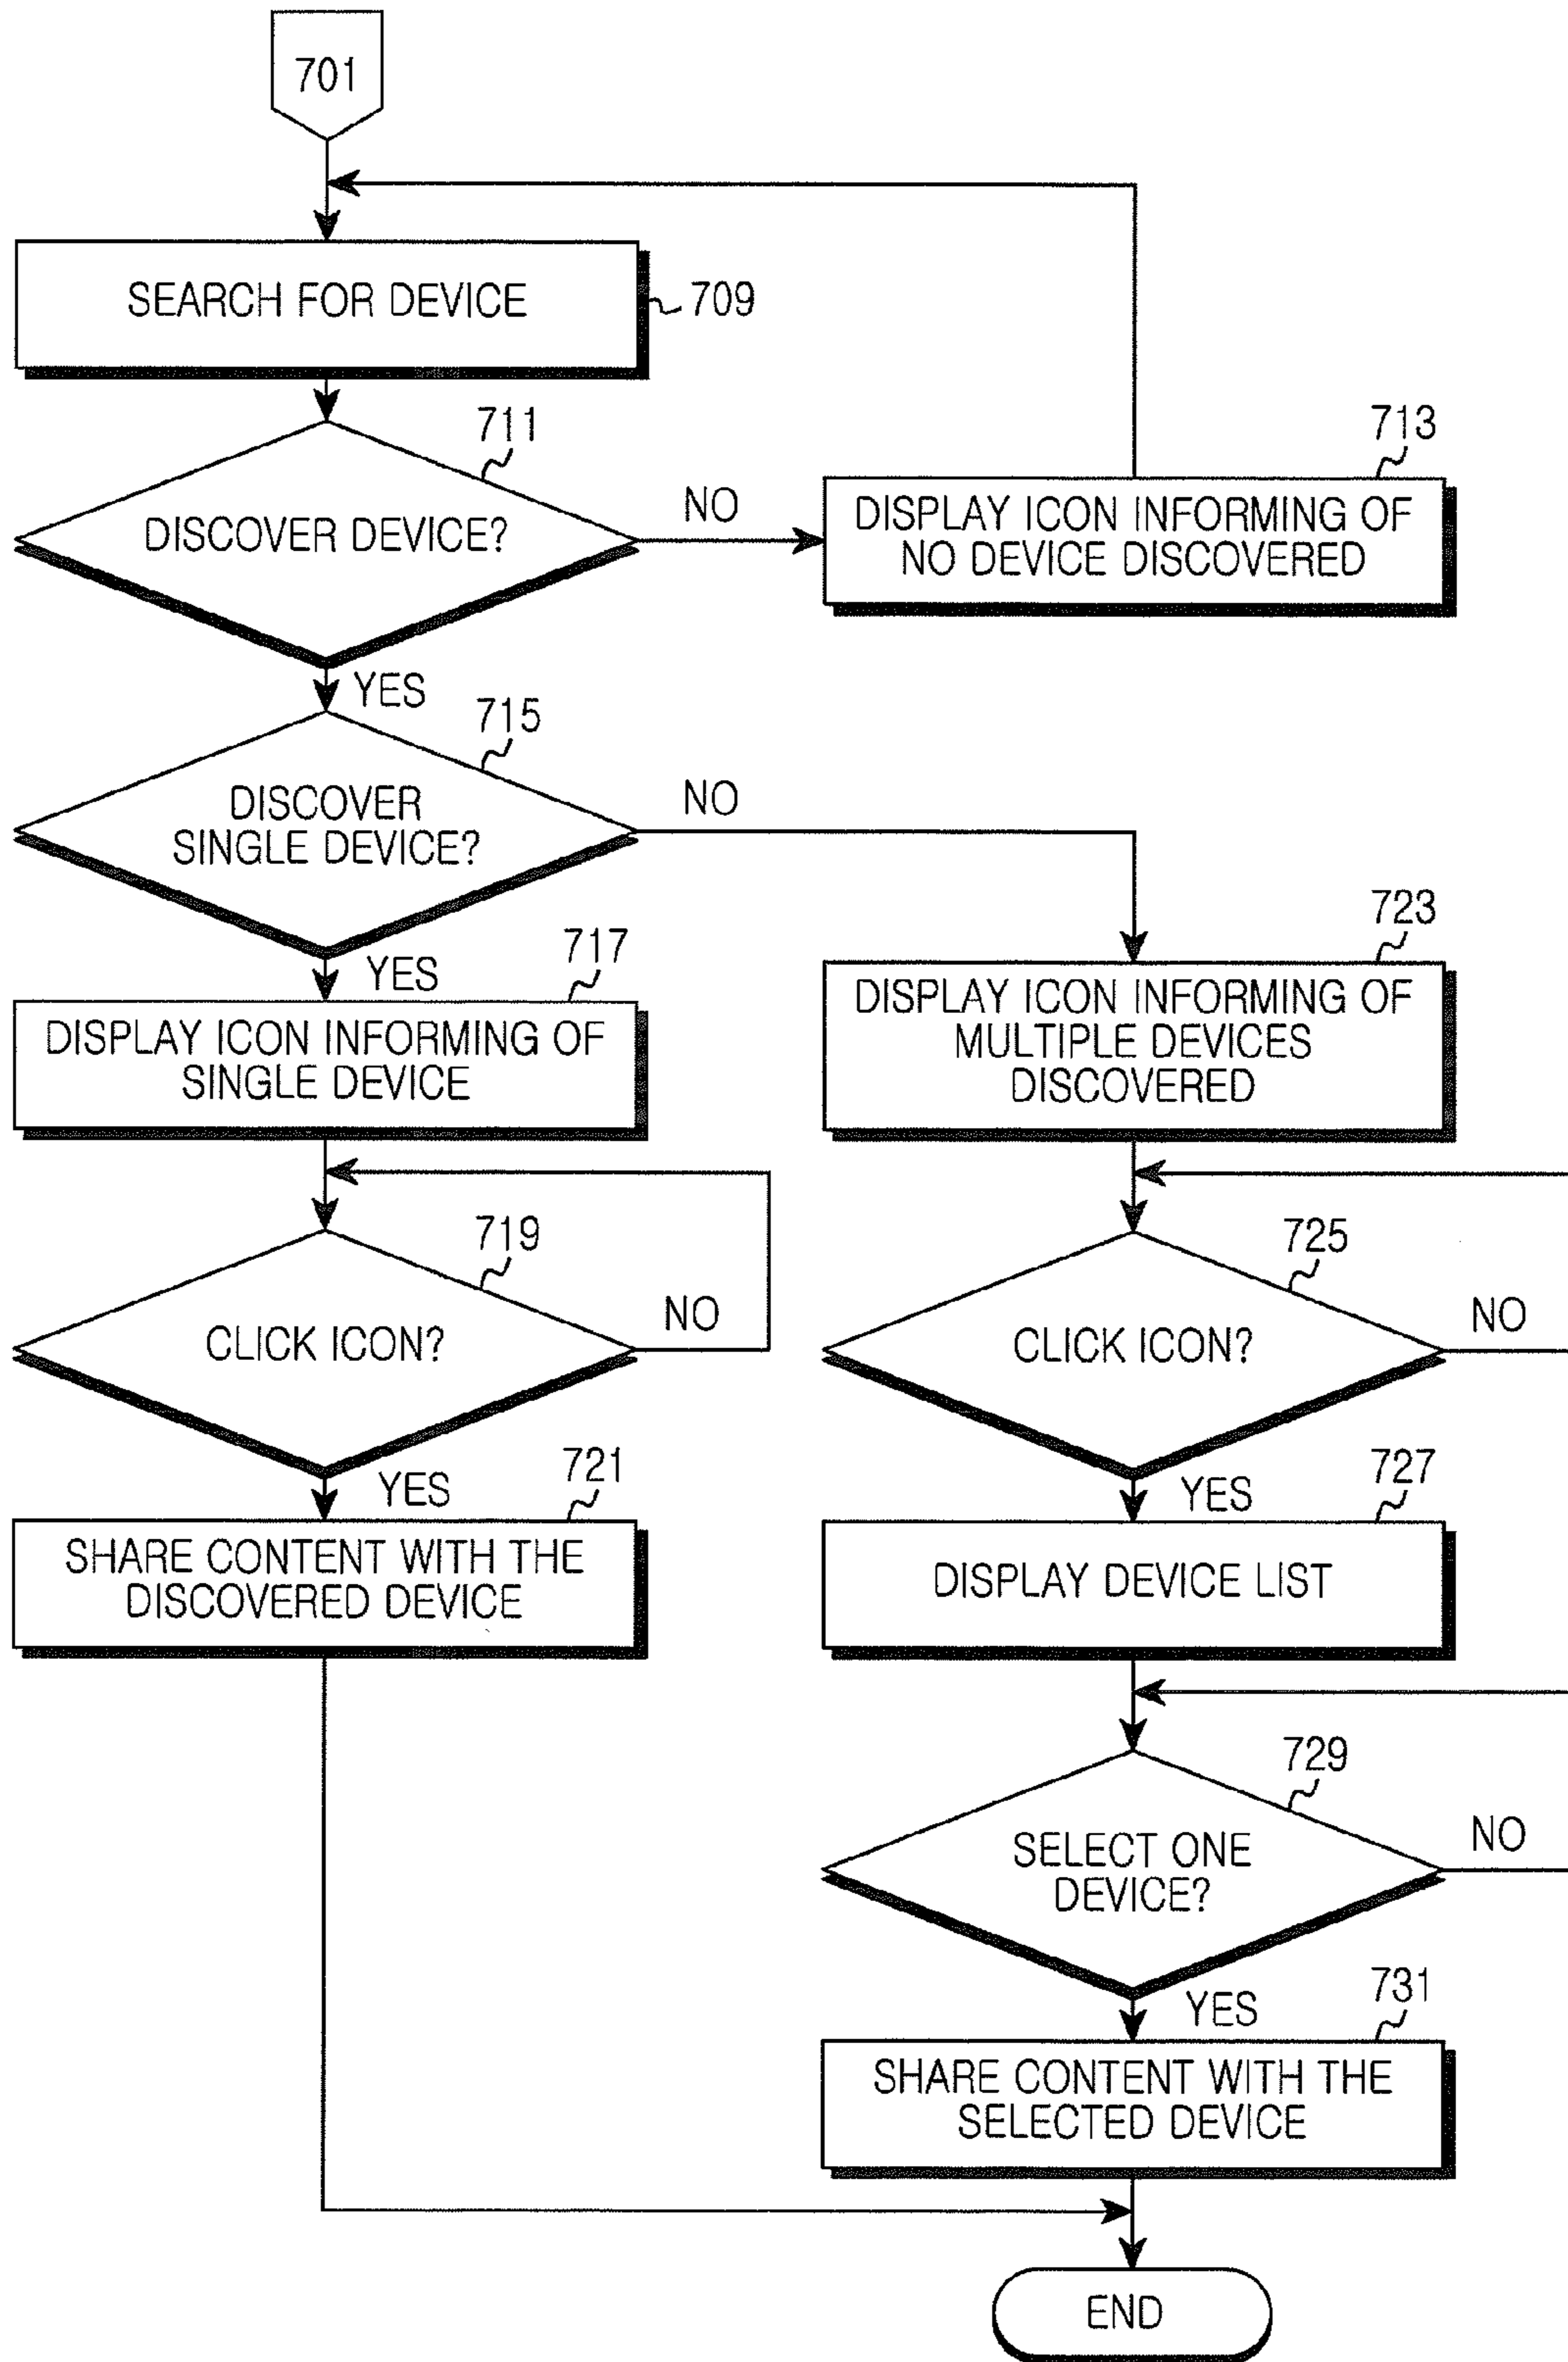 701
SEARCH FOR DEVICE
709
711
DISCOVER DEVICE?
NO
713
DISPLAY ICON INFORMING OF
NO DEVICE DISCOVERED
YES
715
DISCOVER
SINGLE DEVICE?
NO
YES
717
DISPLAY ICON INFORMING OF
SINGLE DEVICE
723
DISPLAY ICON INFORMING OF
MULTIPLE DEVICES
DISCOVERED
719
CLICK ICON?
NO
725
CLICK ICON?
NO
YES
721
SHARE CONTENT WITH THE
DISCOVERED DEVICE
YES
727
DISPLAY DEVICE LIST
729
SELECT ONE
DEVICE?
NO
YES
731
SHARE CONTENT WITH THE
SELECTED DEVICE
END